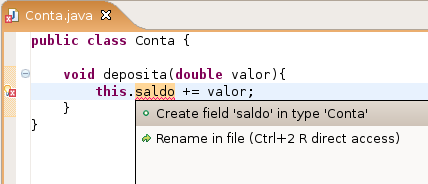 Conta.java
public class Conta {
void deposita(double valor){
this.saldo += valor;
}
}
Create field 'saldo' in type 'Conta'
Rename in file (Ctrl+2 R direct access)